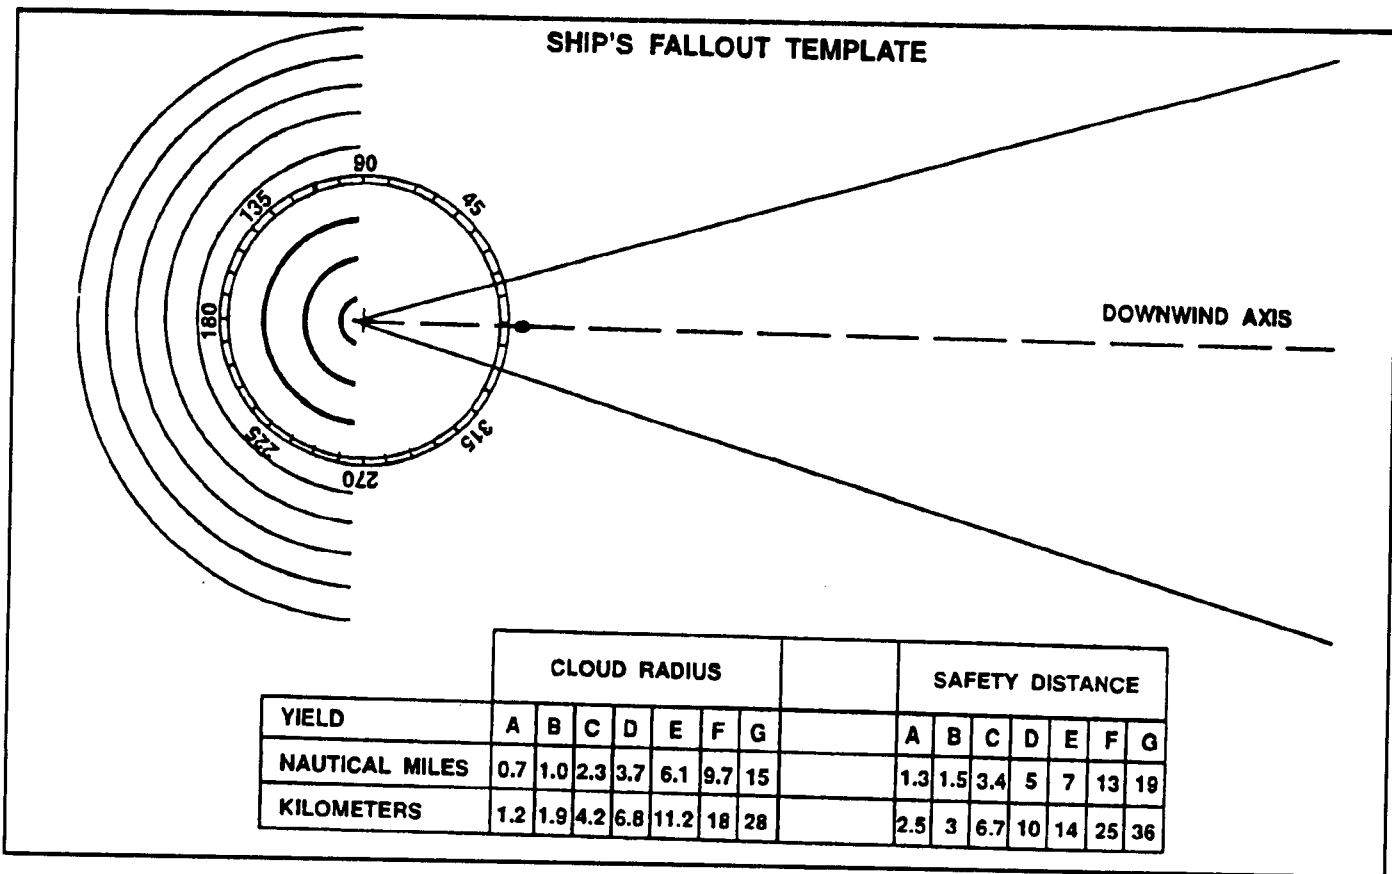 SHIP'S FALLOUT TEMPLATE
90
45
135
180
DOWNWIND AXIS
225
315
270
CLOUD RADIUS SAFETY DISTANCE
YIELD A B C D E F G A B C D E F G
NAUTICAL MILES 0.7 1.0 2.3 3.7 6.1 9.7 15 1.3 1.5 3.4 5 7 13 19
KILOMETERS 1.2 1.9 4.2 6.8 11.2 18 28 2.5 3 6.7 10 14 25 36